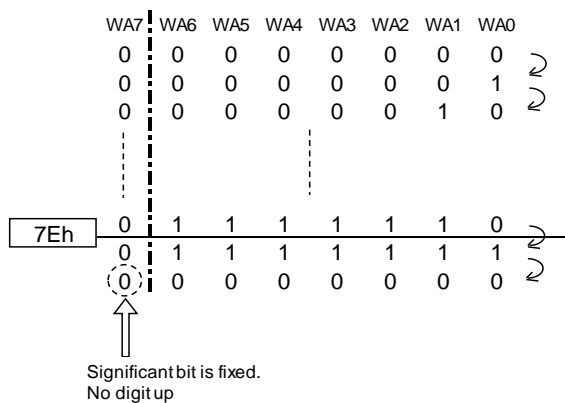 WA7 WA6 WA5 WA4 WA3 WA2 WA1 WA0
0 0 0 0 0 0 0 0
0 0 0 0 0 0 0 1
0 0 0 0 0 0 1 0
7Eh 0 1 1 1 1 1 1 0
0 1 1 1 1 1 1 1
0 0 0 0 0 0 0 0
Significant bit is fixed.
No digit up